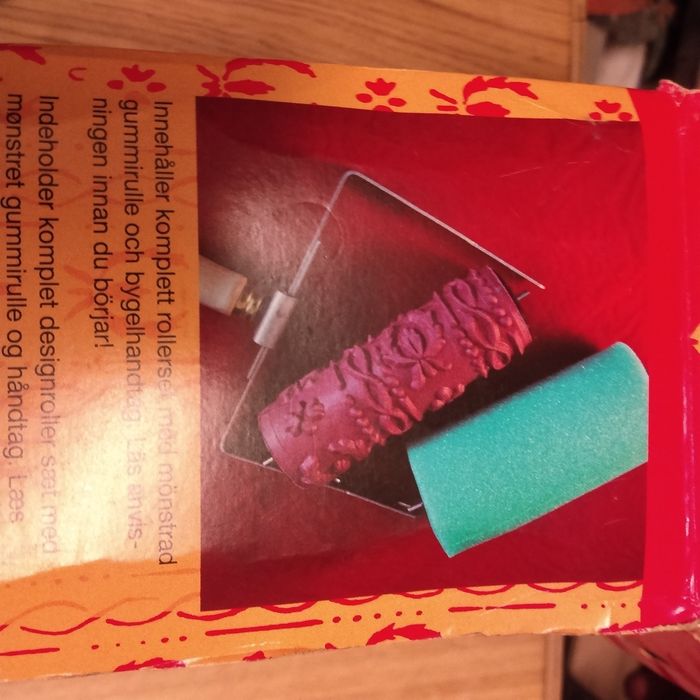 Innehåller komplett rollerset med mönstrad
gummirulle och bygelhandtag. Läs anvis-
ningen innan du börjar!
Indeholder komplet designroller sæt med
mønstret gummirulle og håndtag. Læs